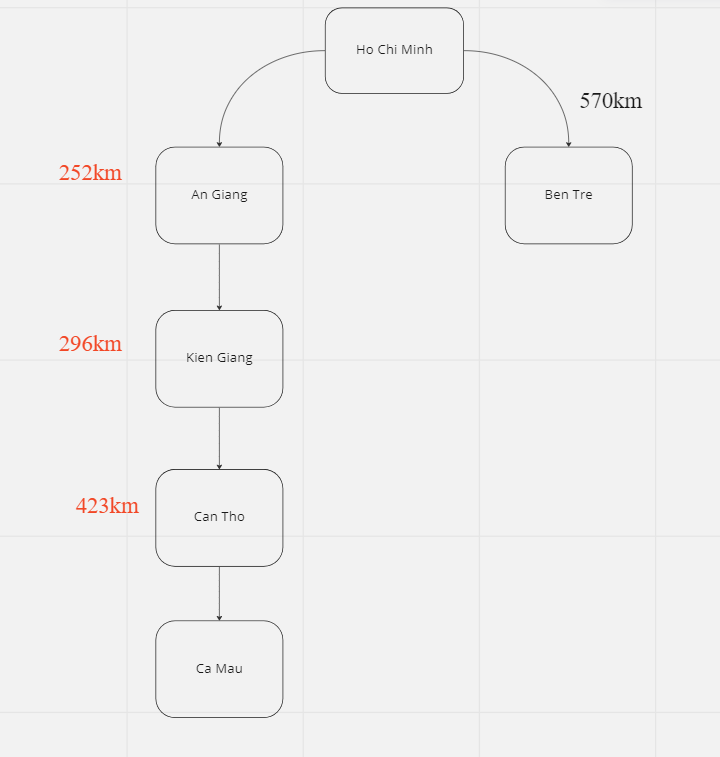 Ho Chi Minh
570km
252km
An Giang
Ben Tre
296km
Kien Giang
423km
Can Tho
Ca Mau